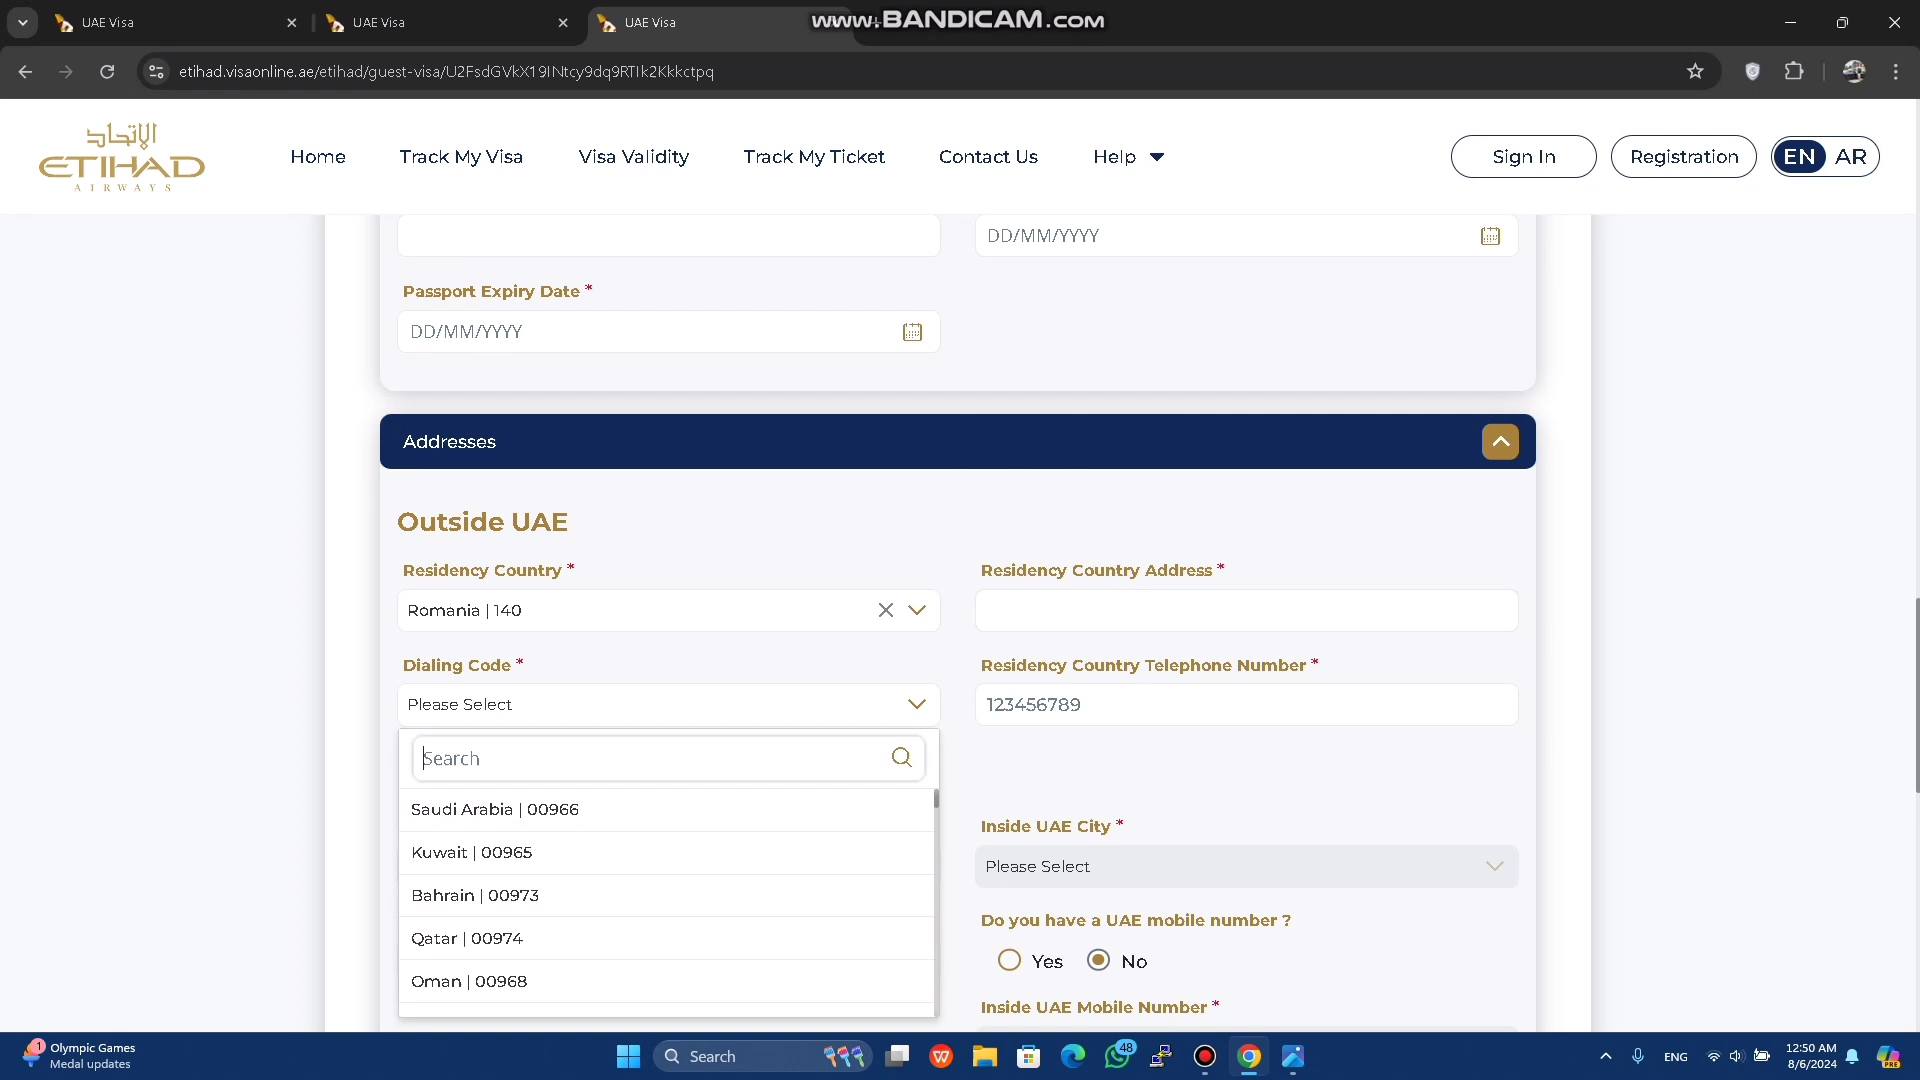 UAE Visa
UAE Visa
UAE Visa
www.BANDICAM.com
etihad.visaonline.ae/etihad/guest-visa/U2FsdGVkX19INtcy9dq9RTIk2Kkkctpq
الإتحاد
ETIHAD
AIRWAYS
Home
Track My Visa
Visa Validity
Track My Ticket
Contact Us
Help
Sign In
Registration
EN
AR
DD/MM/YYYY
Passport Expiry Date *
DD/MM/YYYY
Addresses
Outside UAE
Residency Country *
Residency Country Address *
Romania | 140
Dialing Code *
Residency Country Telephone Number *
Please Select
123456789
Search
Saudi Arabia | 00966
Kuwait | 00965
Bahrain | 00973
Qatar | 00974
Oman | 00968
Inside UAE City *
Please Select
Do you have a UAE mobile number ?
Yes
No
Inside UAE Mobile Number *
1
Olympic Games
Medal updates
Search
48
ENG
12:50 AM
8/6/2024
PRE